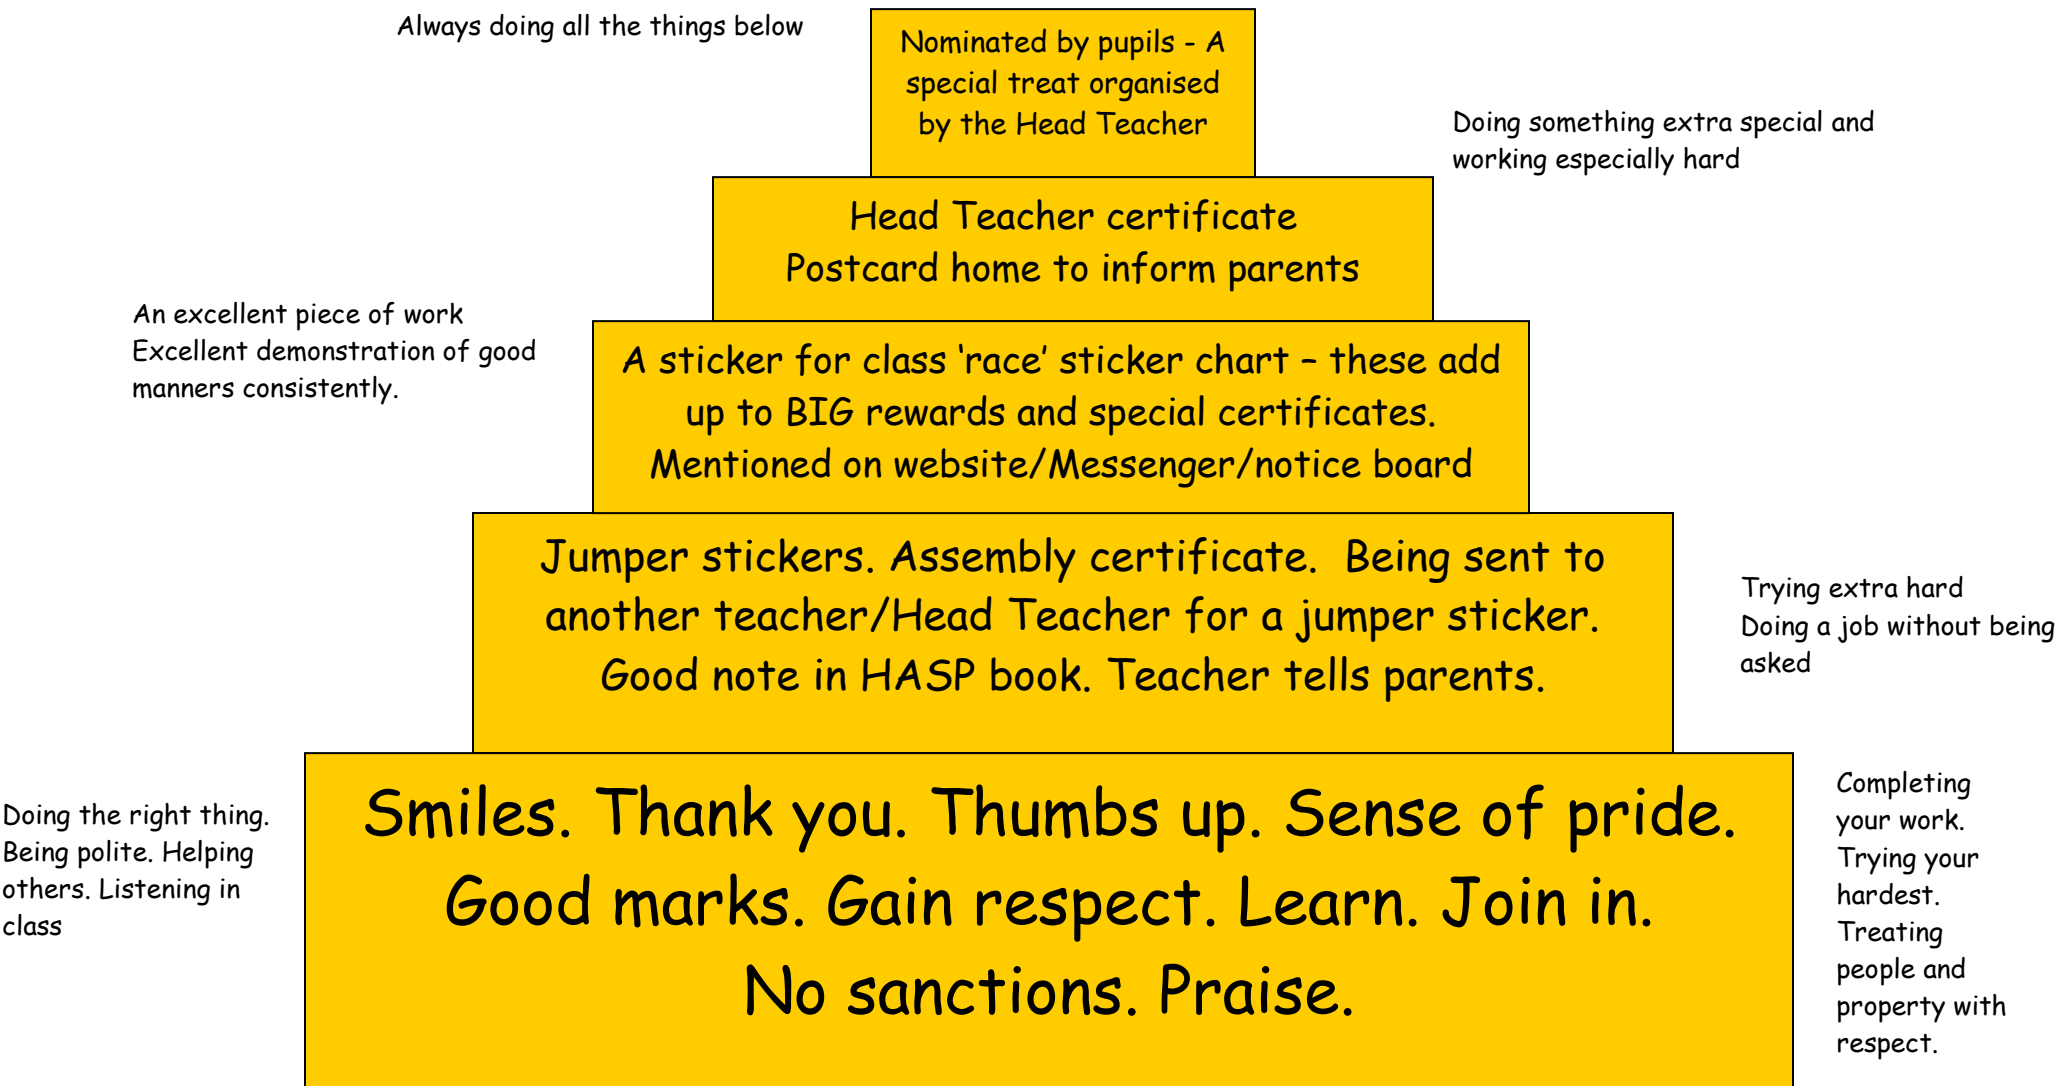 Always doing all the things below
Nominated by pupils - A
special treat organised
by the Head Teacher
Doing something extra special and
working especially hard
Head Teacher certificate
Postcard home to inform parents
An excellent piece of work
Excellent demonstration of good
manners consistently.
A sticker for class ‘race’ sticker chart – these add
up to BIG rewards and special certificates.
Mentioned on website/Messenger/notice board
Jumper stickers. Assembly certificate.  Being sent to
another teacher/Head Teacher for a jumper sticker.
Good note in HASP book. Teacher tells parents.
Trying extra hard
Doing a job without being
asked
Doing the right thing.
Being polite. Helping
others. Listening in
class
Smiles. Thank you. Thumbs up. Sense of pride.
Good marks. Gain respect. Learn. Join in.
No sanctions. Praise.
Completing
your work.
Trying your
hardest.
Treating
people and
property with
respect.